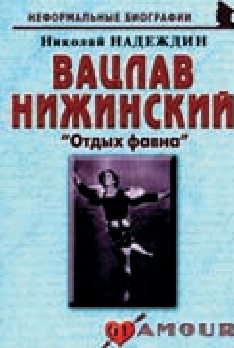 НЕФОРМАЛЬНЫЕ БИОГРАФИИ
Николай НАДЕЖДИН
ВАЦЛАВ
НИЖИНСКИЙ
"Отдых фавна"
AMOUR